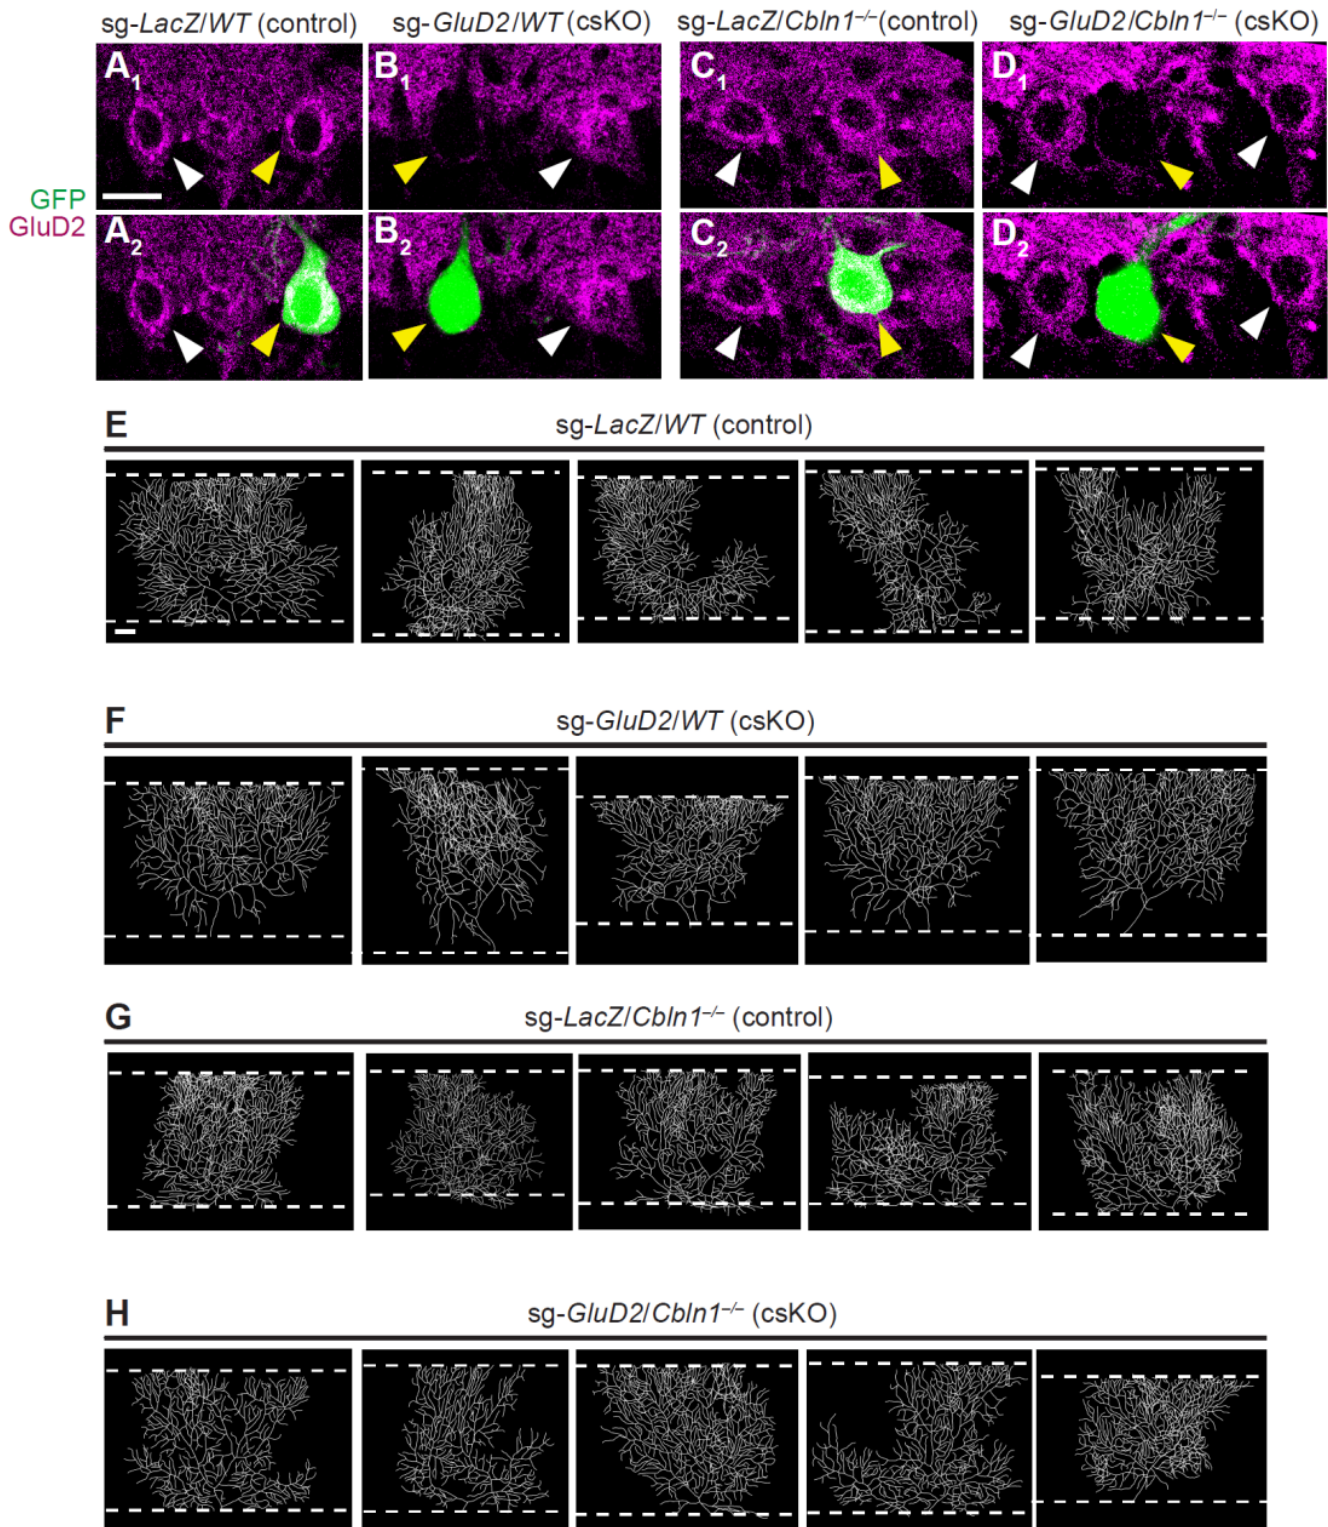 sg-LacZ/WT (control) sg-GluD2/WT (csKO) sg-LacZ/Cbln1⁻/⁻ (control) sg-GluD2/Cbln1⁻/⁻ (csKO)
A₁ B₁ C₁ D₁
GFP
GluD2
A₂ B₂ C₂ D₂
E
sg-LacZ/WT (control)
F
sg-GluD2/WT (csKO)
G
sg-LacZ/Cbln1⁻/⁻ (control)
H
sg-GluD2/Cbln1⁻/⁻ (csKO)